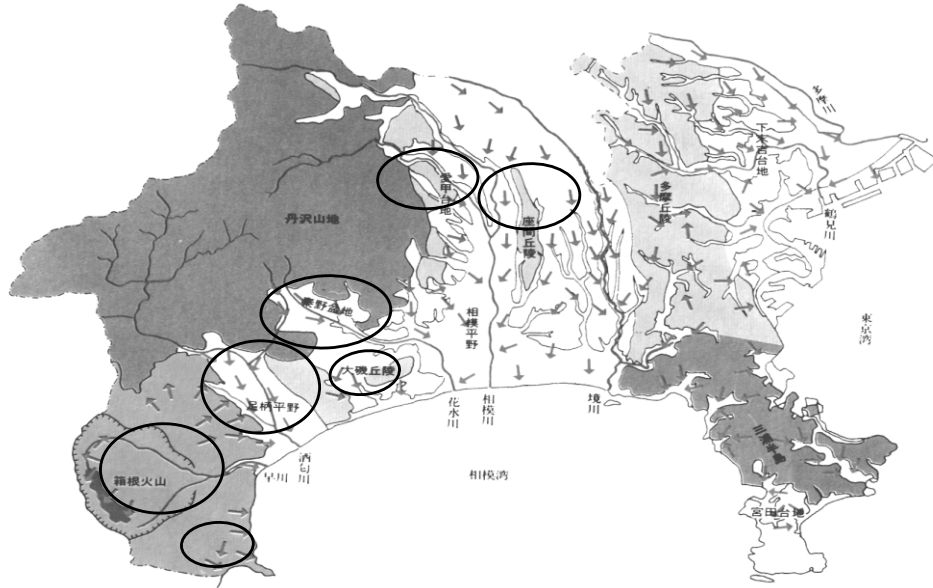 多摩川
下末吉台地
愛甲台地
多摩丘陵
座間丘陵
鶴見川
丹沢山地
秦野盆地
相模平野
東京湾
大磯丘陵
足柄平野
花水川
相模川
境川
三浦半島
酒匂川
早川
相模湾
箱根火山
宮田台地